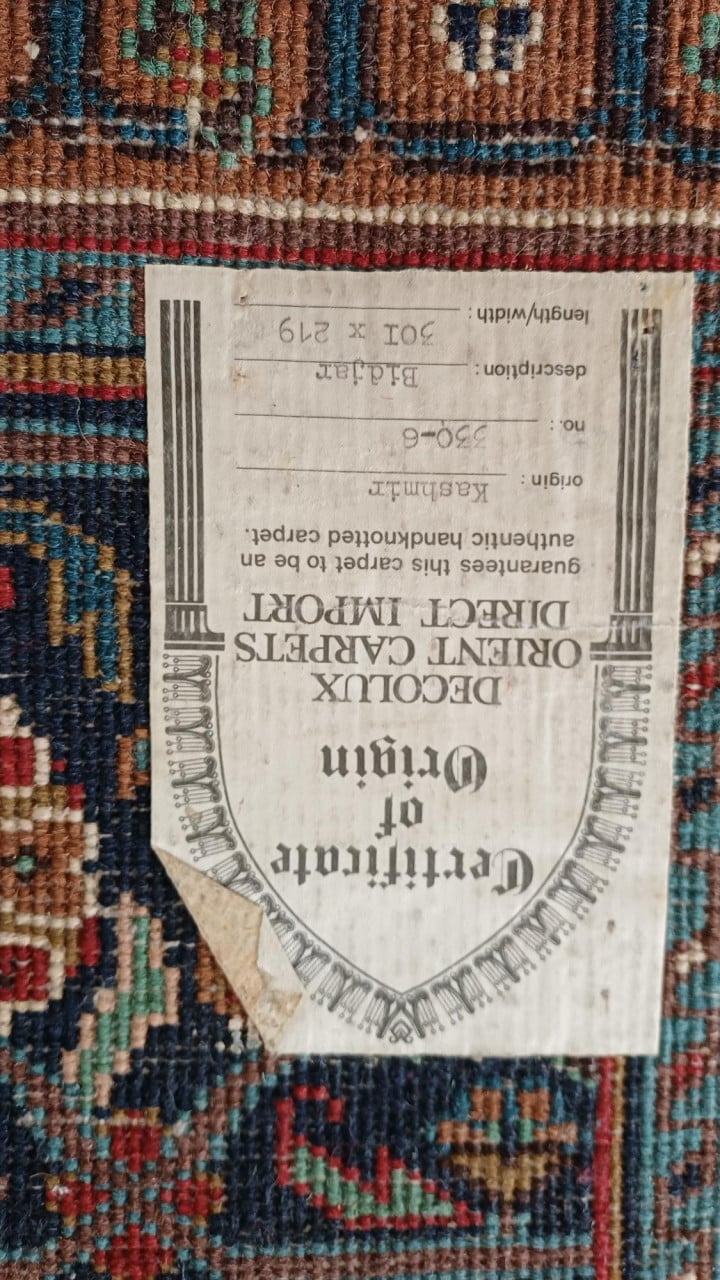 Certificate
of
Origin
DECOLUX
ORIENT CARPETS
DIRECT IMPORT
guarantees this carpet to be an
authentic handknotted carpet.
origin : Kashmir
no. : 330-6
description : Bidjar
length/width : 30I x 219